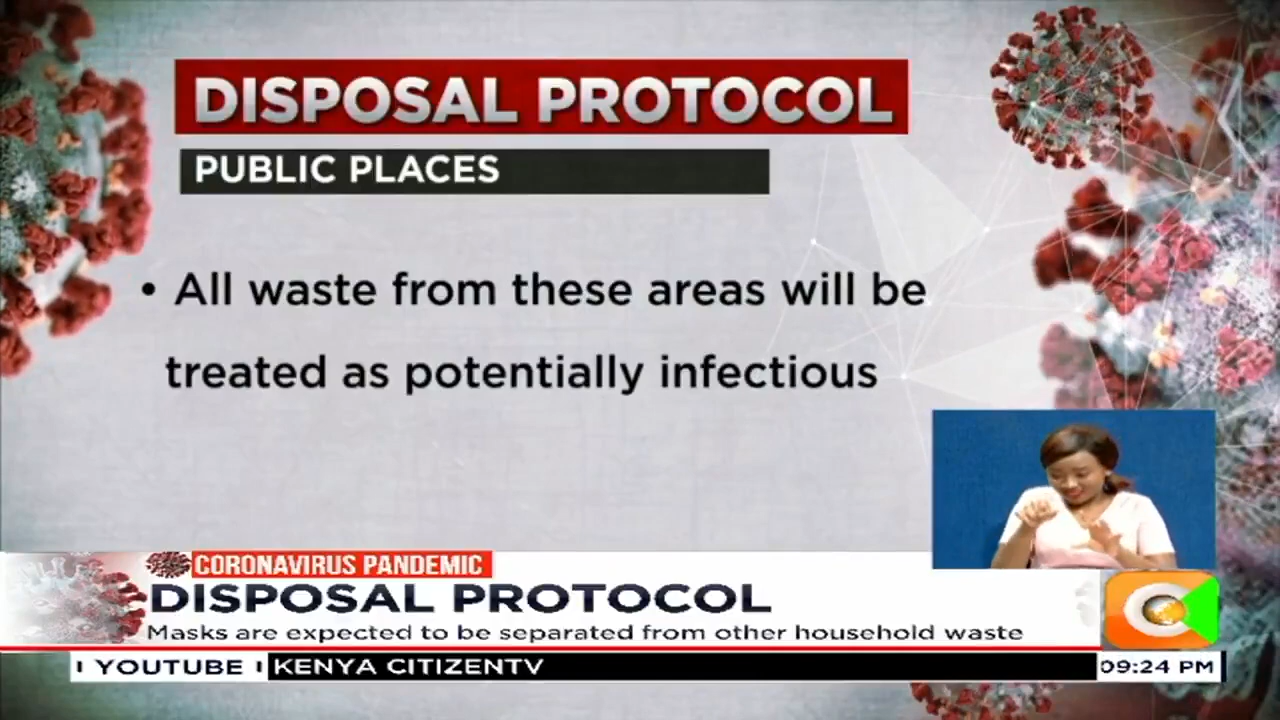 DISPOSAL PROTOCOL
PUBLIC PLACES
• All waste from these areas will be
treated as potentially infectious
CORONAVIRUS PANDEMIC
DISPOSAL PROTOCOL
Masks are expected to be separated from other household waste
YOUTUBE KENYA CITIZENTV 09:24 PM